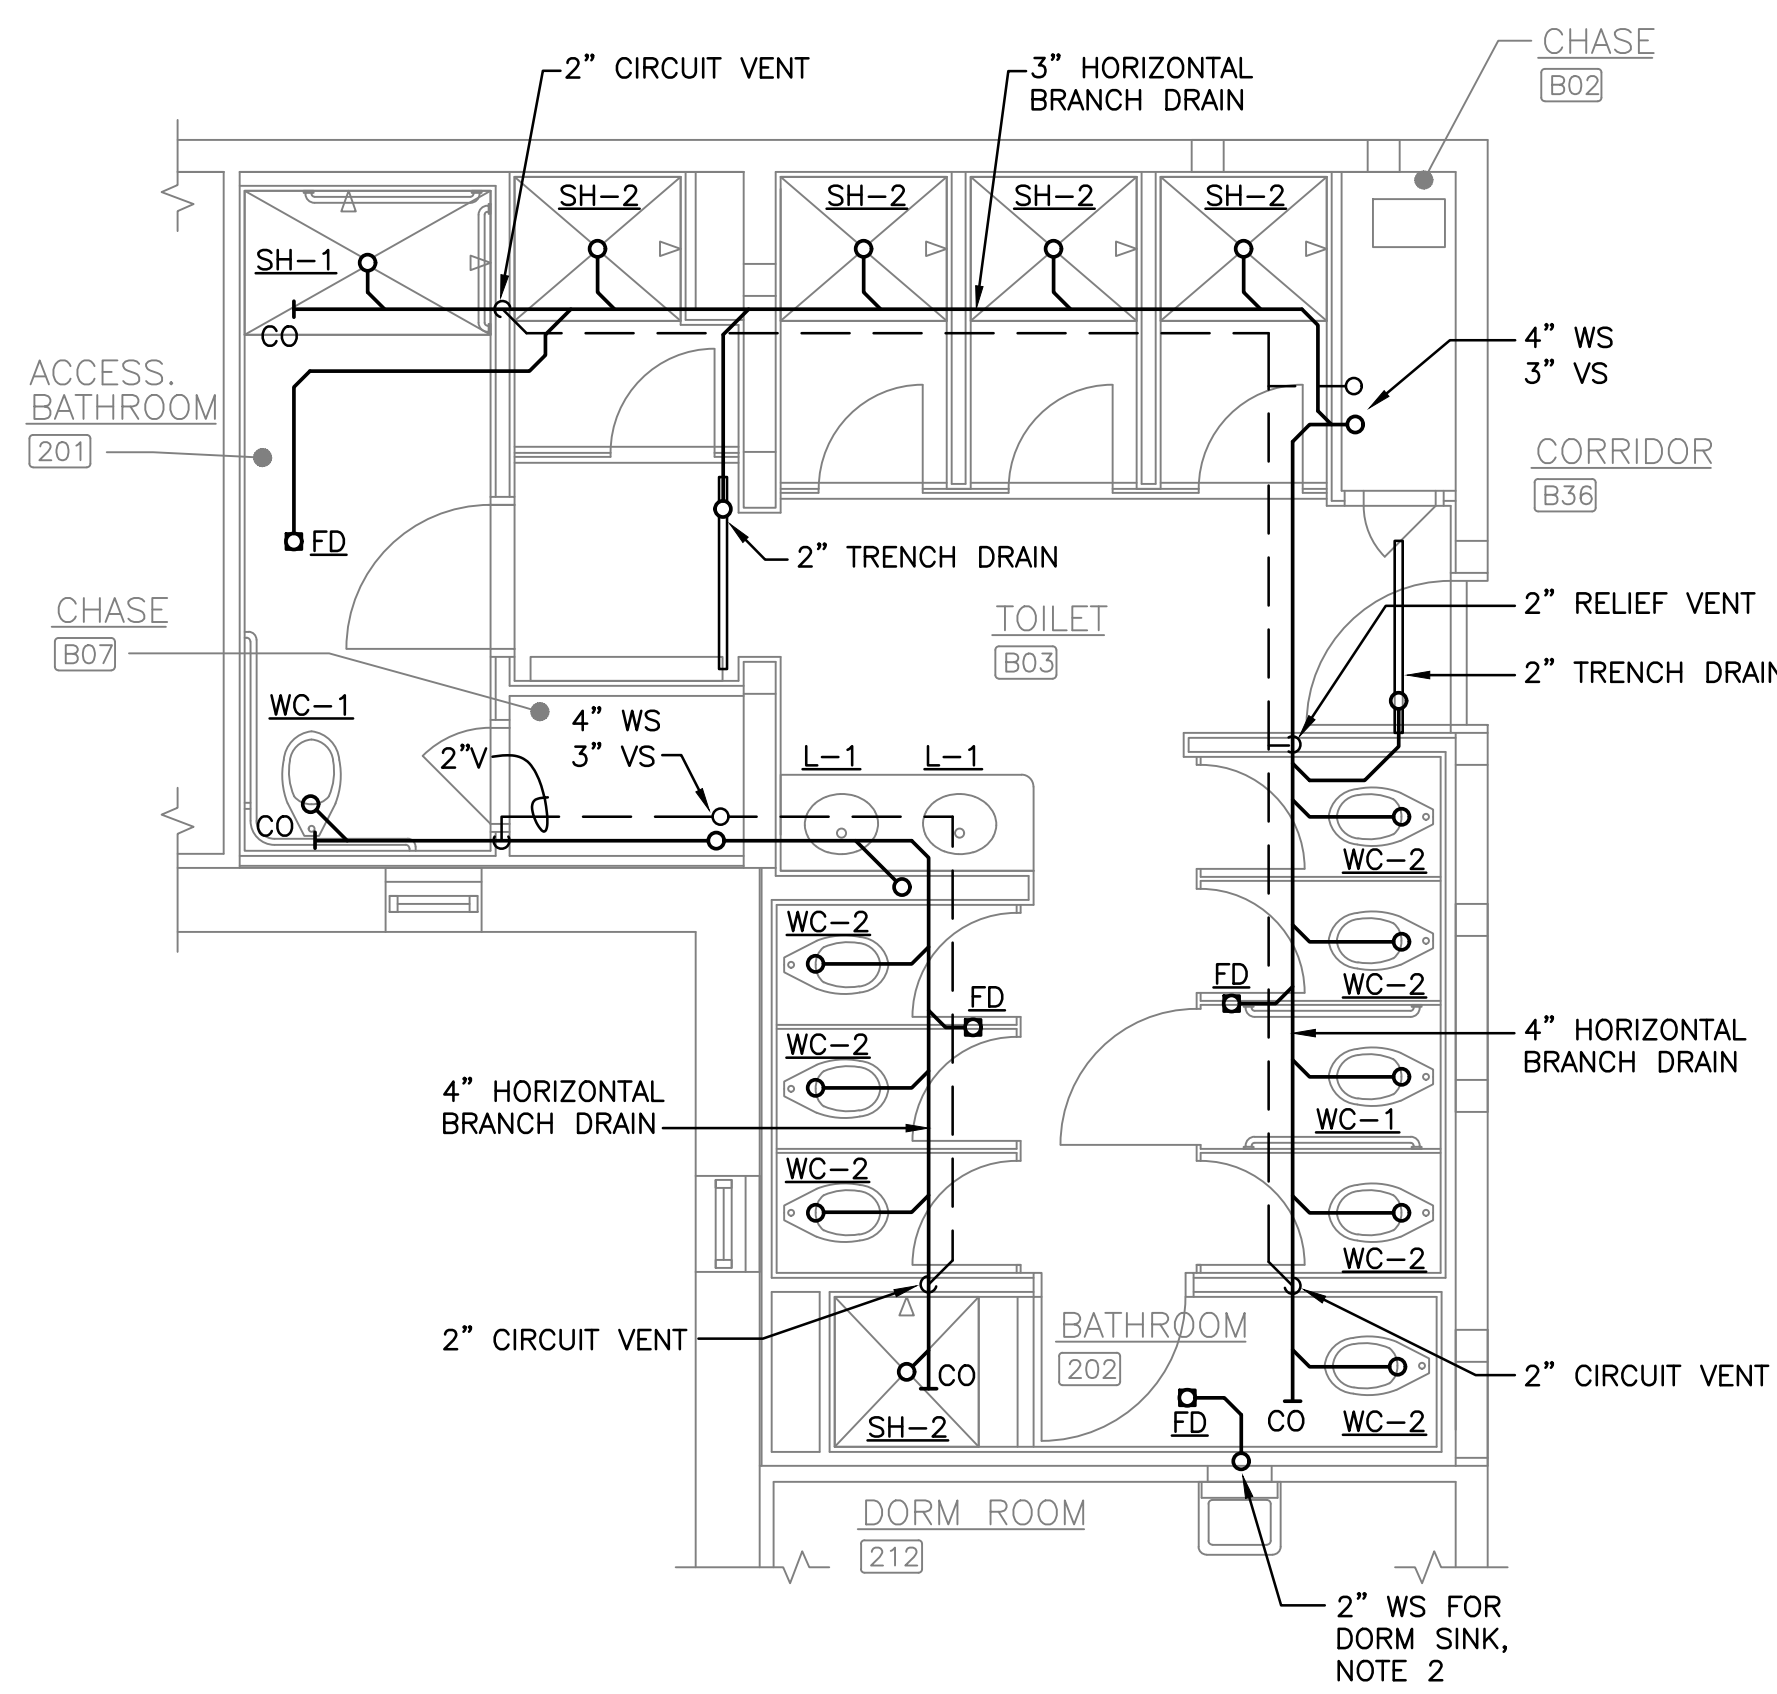 CHASE
B02
2” CIRCUIT VENT
3” HORIZONTAL
BRANCH DRAIN
SH-2
SH-2
SH-2
SH-2
SH-1
CO
4” WS
3” VS
ACCESS.
BATHROOM
201
CORRIDOR
B36
FD
2” TRENCH DRAIN
CHASE
B07
TOILET
B03
2” RELIEF VENT
2” TRENCH DRAIN
WC-1
4” WS
3” VS
2”V
L-1
L-1
CO
WC-2
WC-2
FD
FD
WC-2
WC-2
4” HORIZONTAL
BRANCH DRAIN
4” HORIZONTAL
BRANCH DRAIN
WC-1
WC-2
WC-2
2” CIRCUIT VENT
BATHROOM
202
2” CIRCUIT VENT
CO
SH-2
FD
CO
WC-2
DORM ROOM
212
2” WS FOR
DORM SINK,
NOTE 2